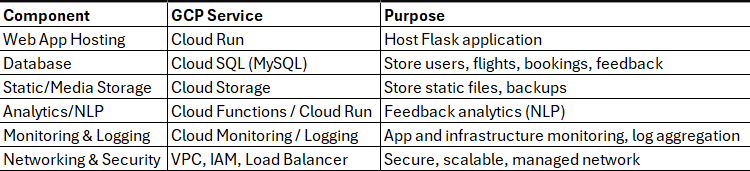 Component GCP Service Purpose
Web App Hosting Cloud Run Host Flask application
Database Cloud SQL (MySQL) Store users, flights, bookings, feedback
Static/Media Storage Cloud Storage Store static files, backups
Analytics/NLP Cloud Functions / Cloud Run Feedback analytics (NLP)
Monitoring & Logging Cloud Monitoring / Logging App and infrastructure monitoring, log aggregation
Networking & Security VPC, IAM, Load Balancer Secure, scalable, managed network